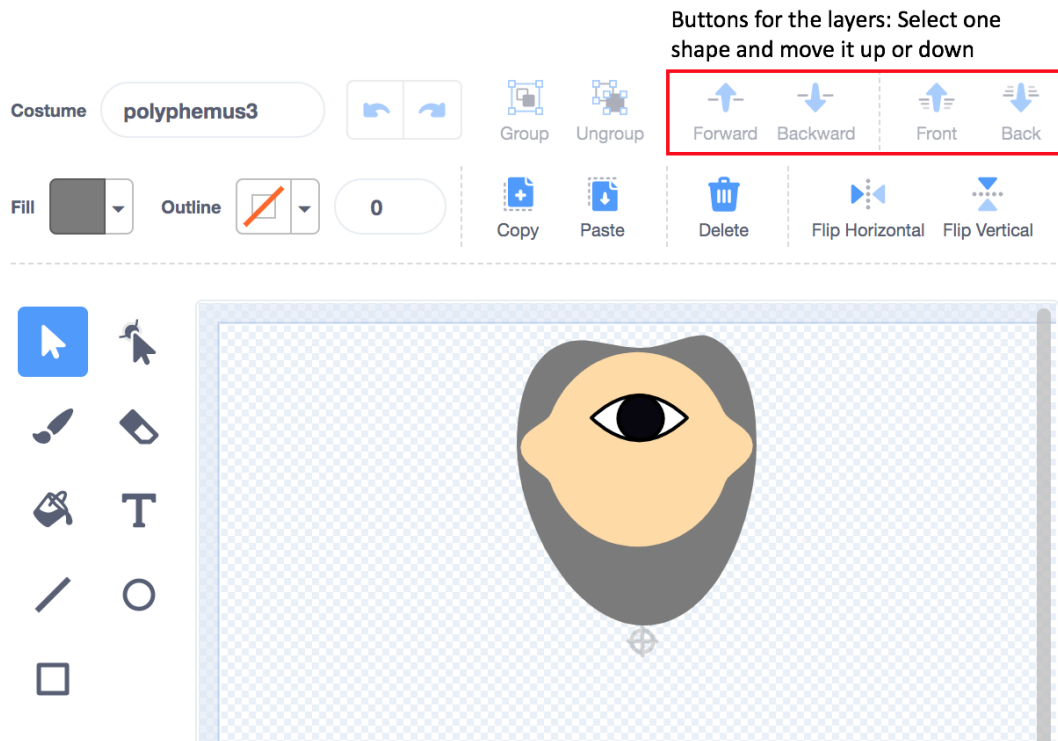 Buttons for the layers: Select one
shape and move it up or down
Costume polyphemus3
Group Ungroup Forward Backward Front Back
Fill Outline 0
Copy Paste Delete Flip Horizontal Flip Vertical
T